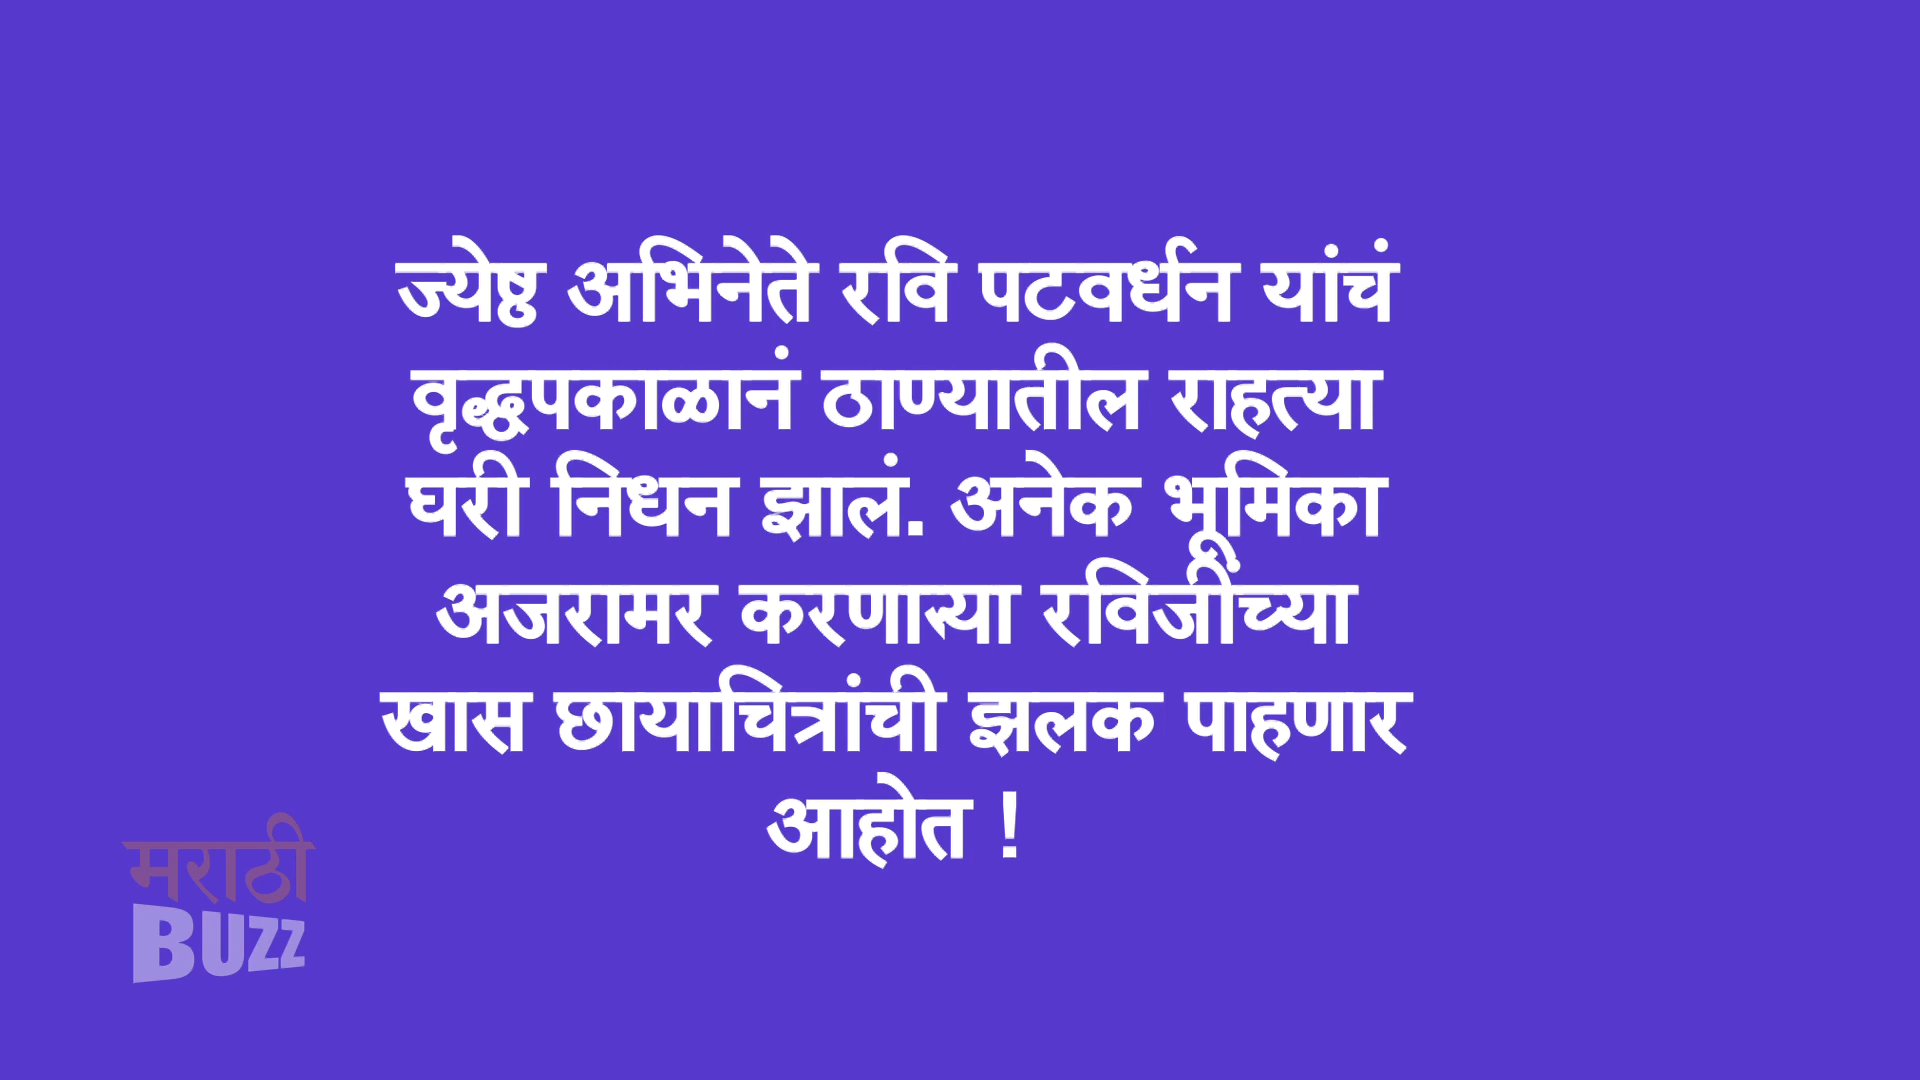 ज्येष्ठ अभिनेते रवि पटवर्धन यांचं
वृद्धपकाळानं ठाण्यातील राहत्या
घरी निधन झालं. अनेक भूमिका
अजरामर करणाऱ्या रविजींच्या
खास छायाचित्रांची झलक पाहणार
आहोत !
मराठी
BUZZ